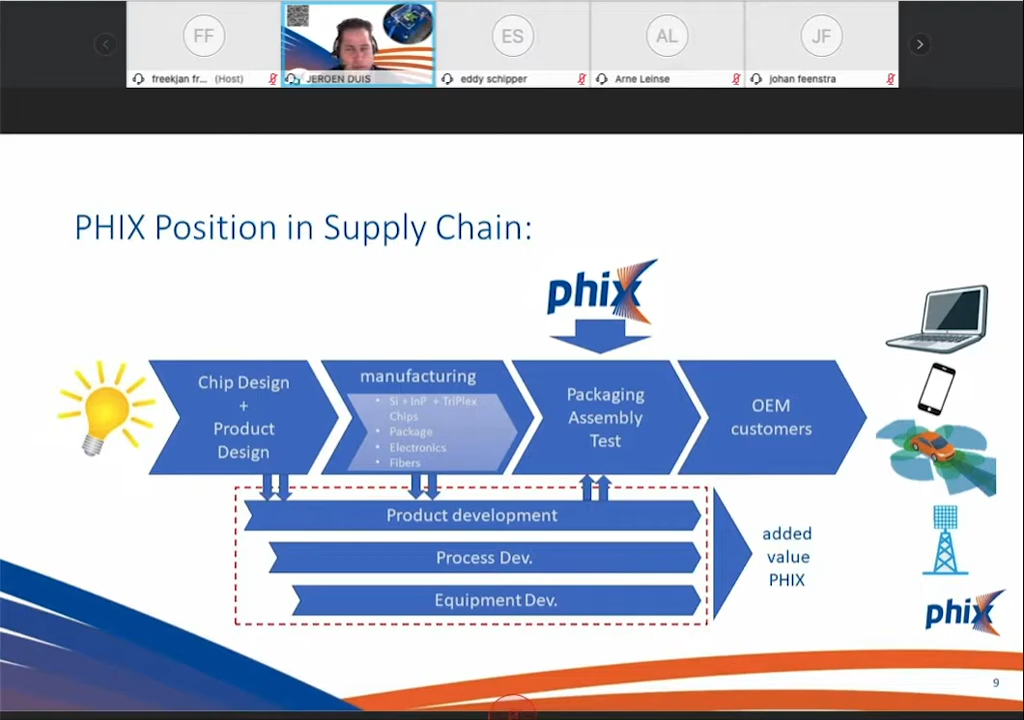 FF
ES
AL
JF
freekjan fr... (Host)
JEROEN DUIS
eddy schipper
Arne Leinse
johan feenstra
PHIX Position in Supply Chain:
phix
Chip Design
+
Product
Design
manufacturing
• Si + InP + TriPlex
Chips
• Package
• Electronics
• Fibers
Packaging
Assembly
Test
OEM
customers
Product development
Process Dev.
Equipment Dev.
added
value
PHIX
phix
9